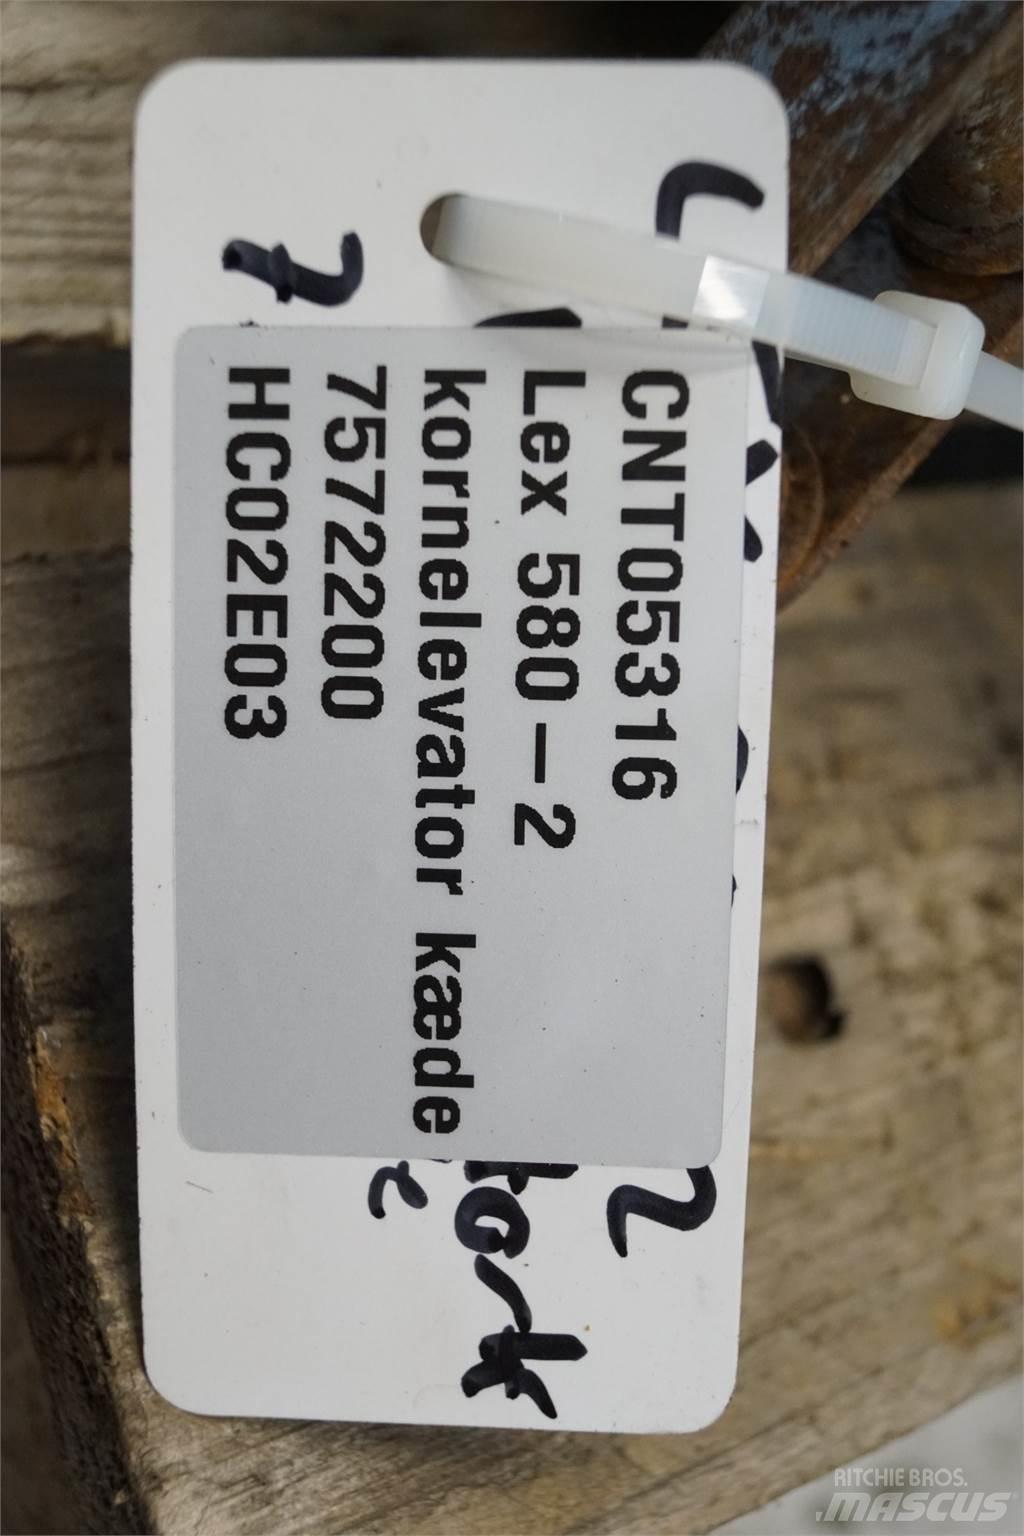 CNT05316
Lex 580-2
kornelevator kæde
7572200
HC02E03
RITCHIE BROS.
MASCUS